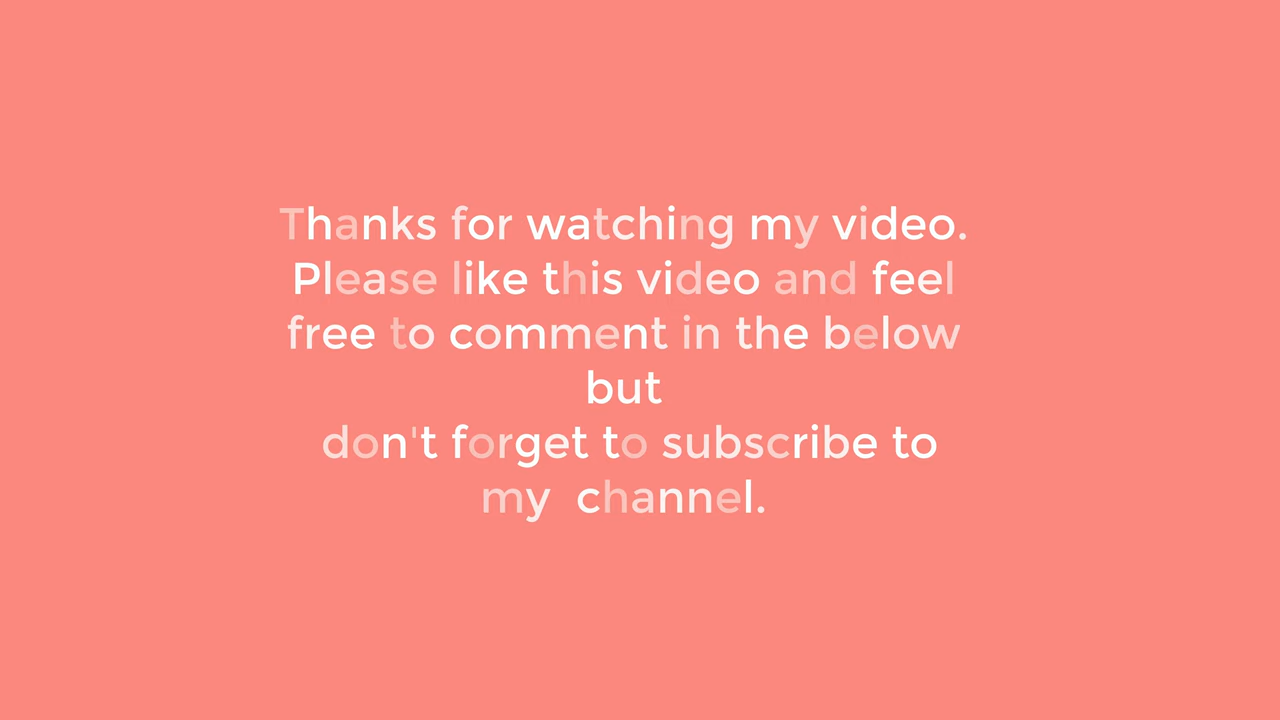 Thanks for watching my video.
Please like this video and feel
free to comment in the below
but
don't forget to subscribe to
my  channel.